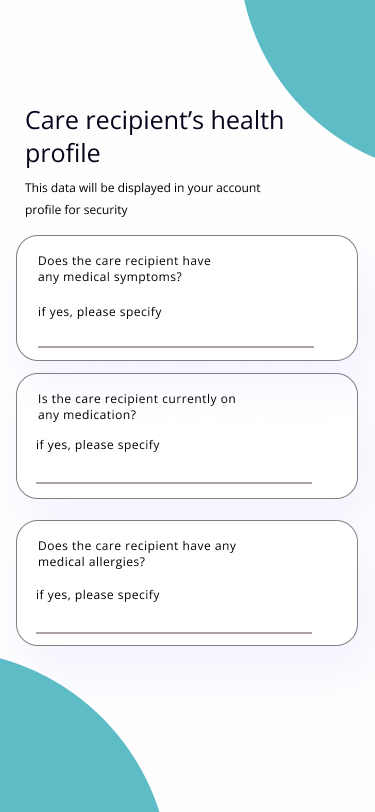 Care recipient’s health
profile
This data will be displayed in your account
profile for security
Does the care recipient have
any medical symptoms?
if yes, please specify
Is the care recipient currently on
any medication?
if yes, please specify
Does the care recipient have any
medical allergies?
if yes, please specify